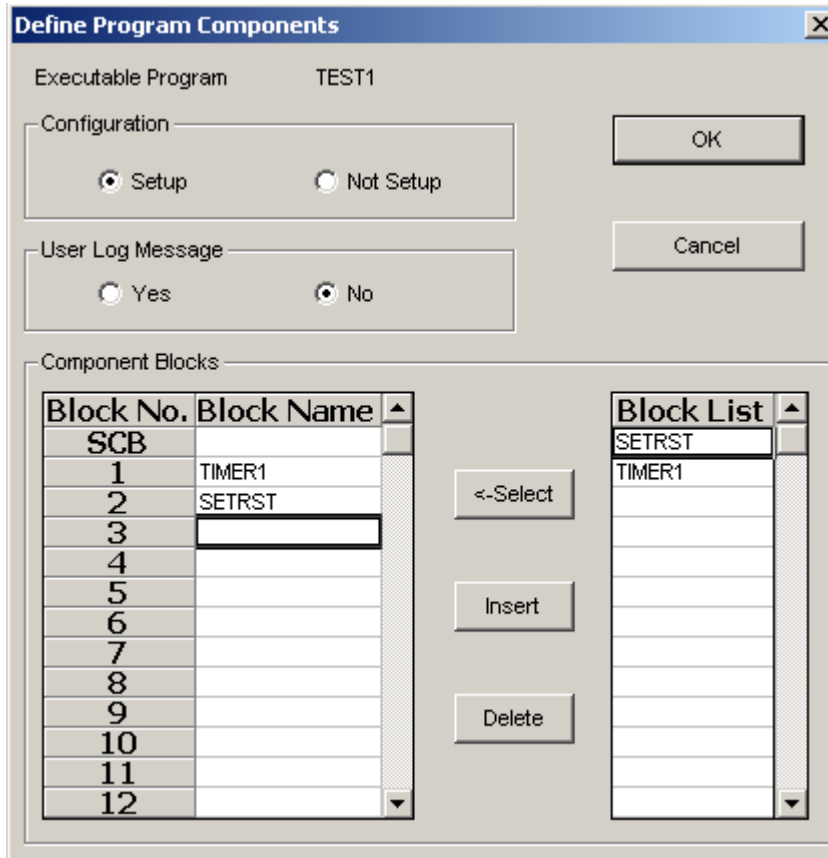 Define Program Components
Executable Program TEST1
Configuration
Setup Not Setup
OK
User Log Message
Yes No
Cancel
Component Blocks
Block No. Block Name
SCB
1 TIMER1
2 SETRST
3
4
5
6
7
8
9
10
11
12
<-Select
Insert
Delete
Block List
SETRST
TIMER1